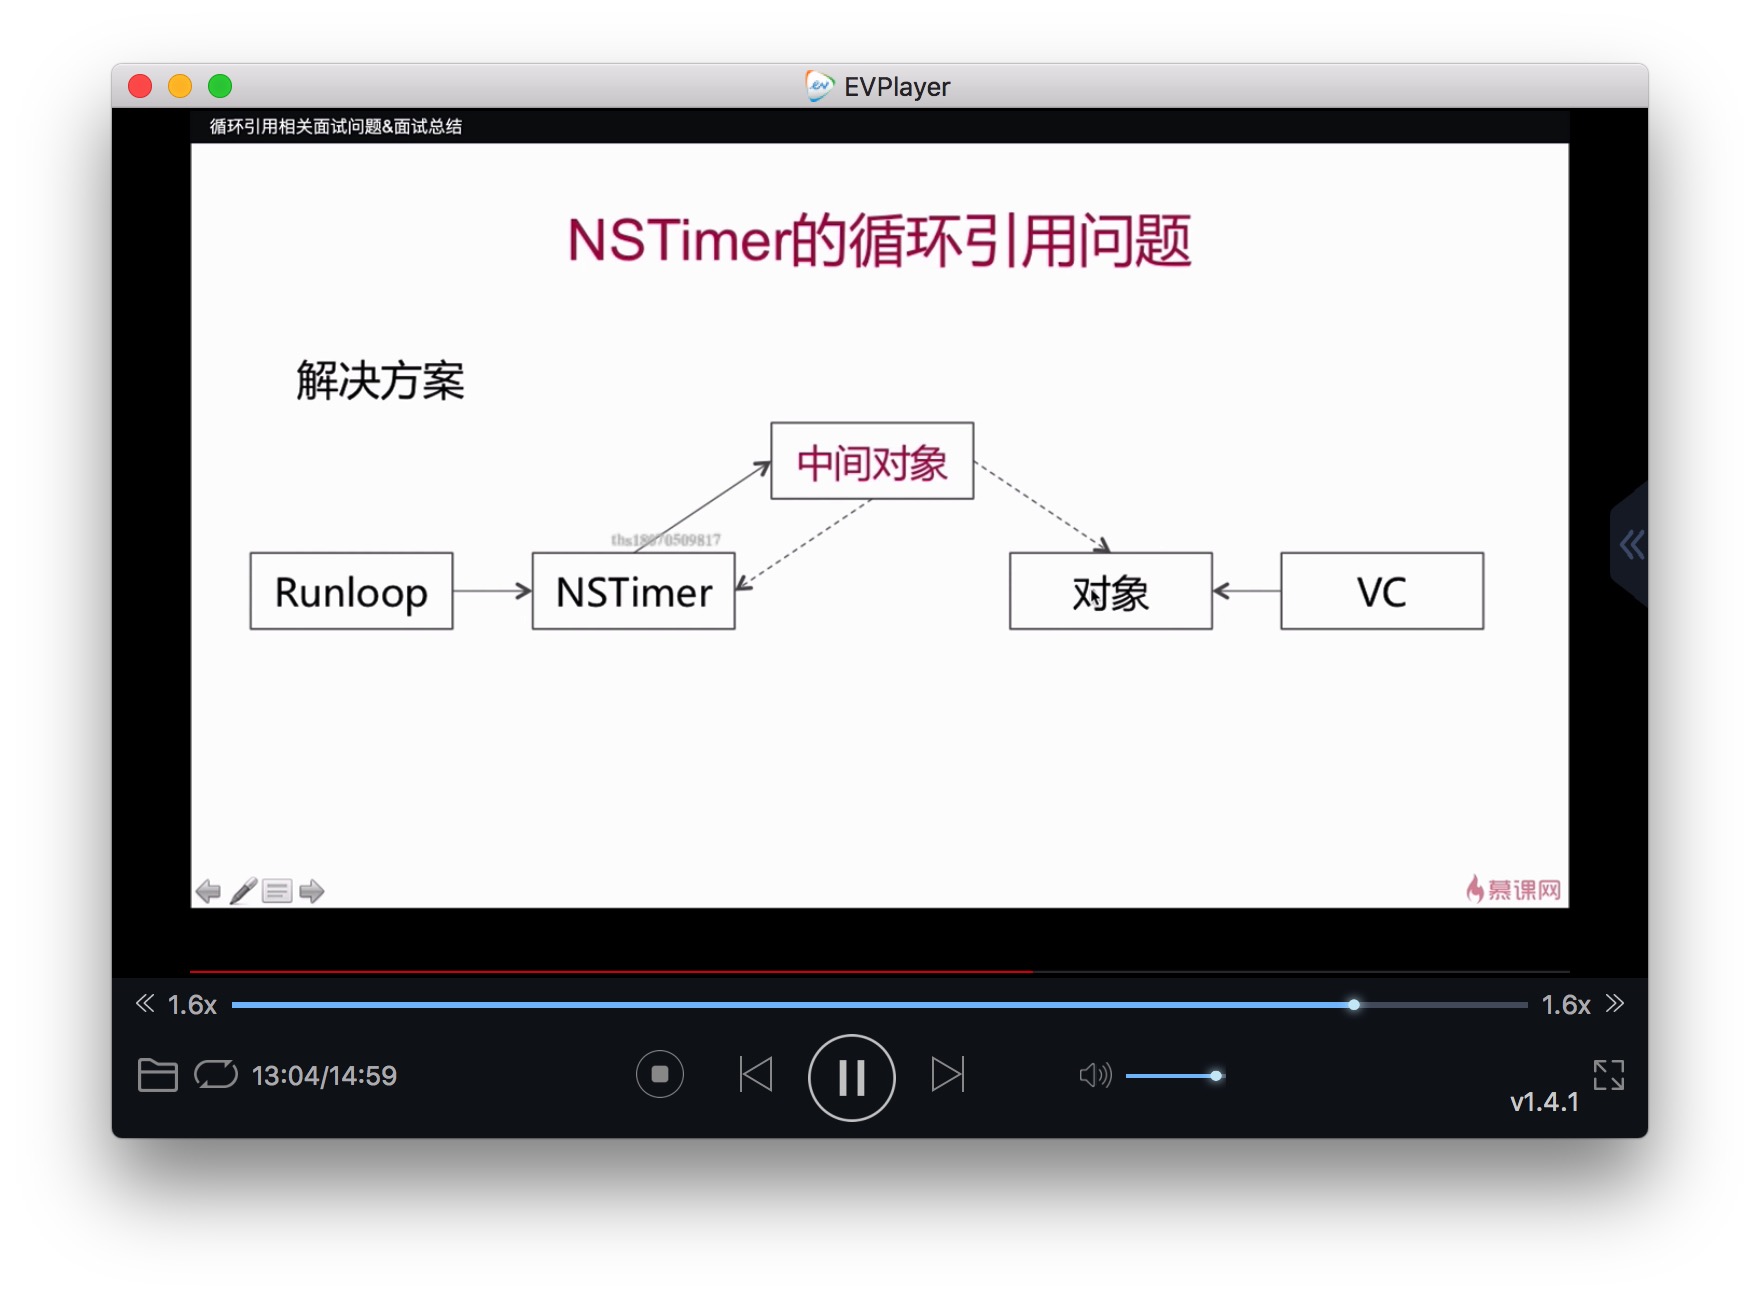 EVPlayer
循环引用相关面试问题&面试总结
NSTimer的循环引用问题
解决方案
中间对象
ths18070509817
Runloop
NSTimer
对象
VC
慕课网
1.6x
1.6x
13:04/14:59
v1.4.1